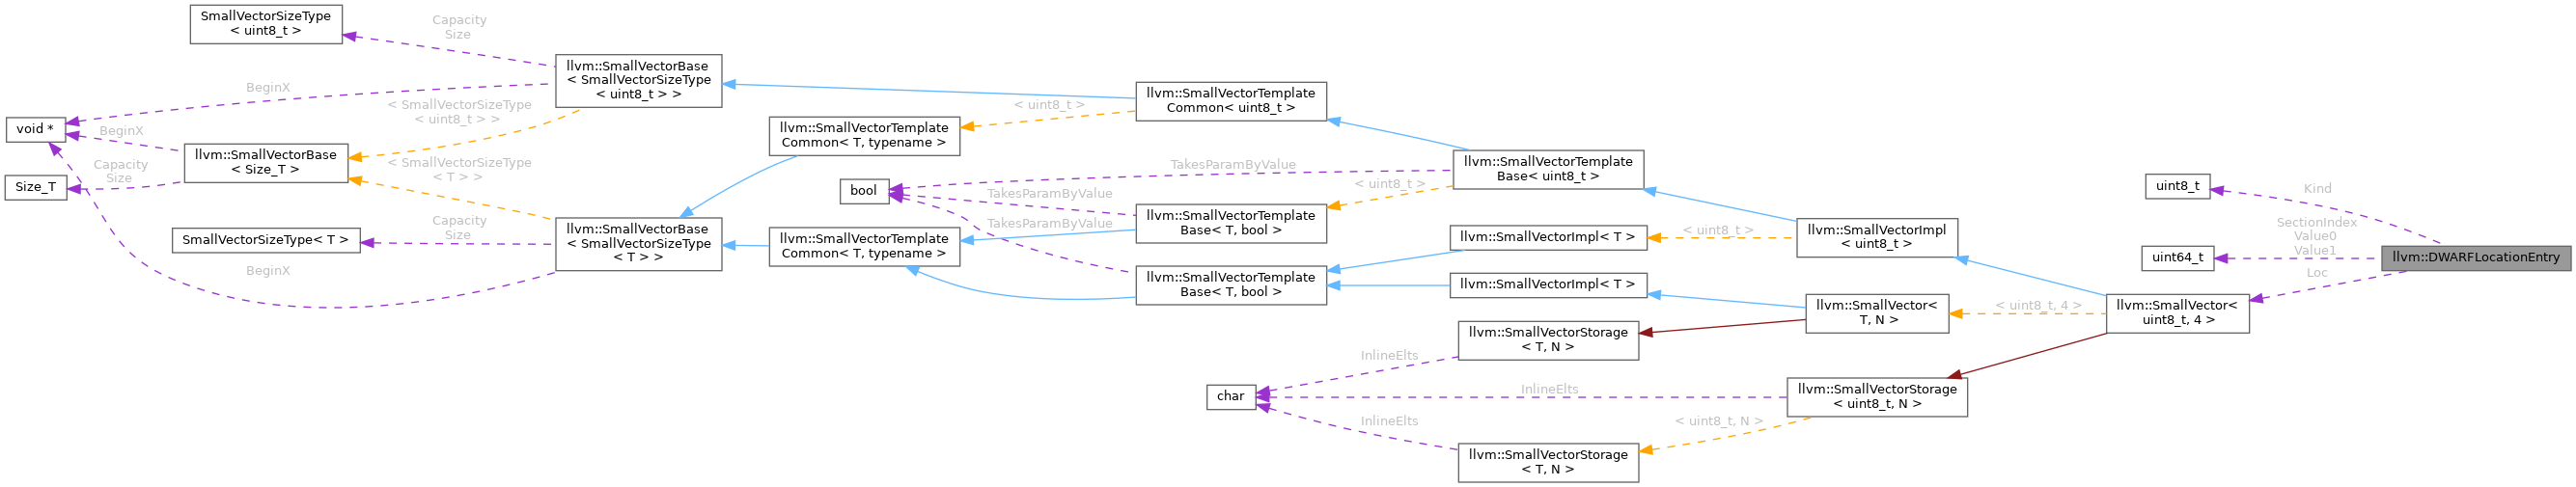 SmallVectorSizeType
< uint8_t >
Capacity
Size
llvm::SmallVectorBase
< SmallVectorSizeType
< uint8_t > >
BeginX
< SmallVectorSizeType
< uint8_t > >
void *
BeginX
llvm::SmallVectorBase
< Size_T >
Capacity
Size
Size_T
< SmallVectorSizeType
< T > >
SmallVectorSizeType< T >
Capacity
Size
llvm::SmallVectorBase
< SmallVectorSizeType
< T > >
BeginX
llvm::SmallVectorTemplate
Common< T, typename >
llvm::SmallVectorTemplate
Common< T, typename >
bool
< uint8_t >
llvm::SmallVectorTemplate
Common< uint8_t >
TakesParamByValue
TakesParamByValue
TakesParamByValue
llvm::SmallVectorTemplate
Base< T, bool >
llvm::SmallVectorTemplate
Base< T, bool >
< uint8_t >
llvm::SmallVectorTemplate
Base< uint8_t >
llvm::SmallVectorImpl< T >
llvm::SmallVectorImpl< T >
< uint8_t >
llvm::SmallVectorImpl
< uint8_t >
llvm::SmallVectorStorage
< T, N >
llvm::SmallVector<
T, N >
< uint8_t, 4 >
llvm::SmallVector<
uint8_t, 4 >
char
InlineElts
InlineElts
InlineElts
llvm::SmallVectorStorage
< uint8_t, N >
< uint8_t, N >
llvm::SmallVectorStorage
< T, N >
uint8_t
Kind
uint64_t
SectionIndex
Value0
Value1
Loc
llvm::DWARFLocationEntry